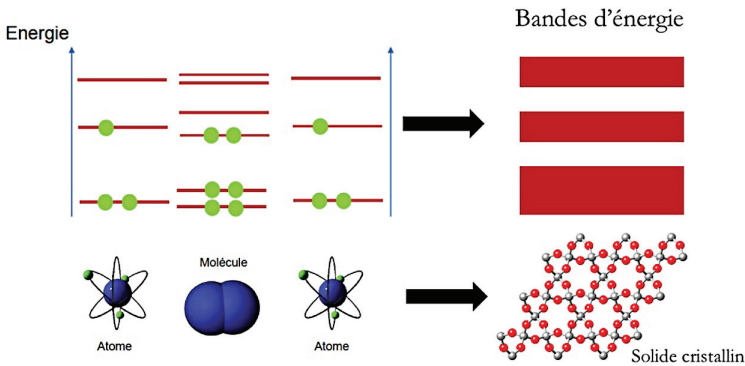 Bandes d'énergie
Energie
Molécule
Atome
Atome
Solide cristallin